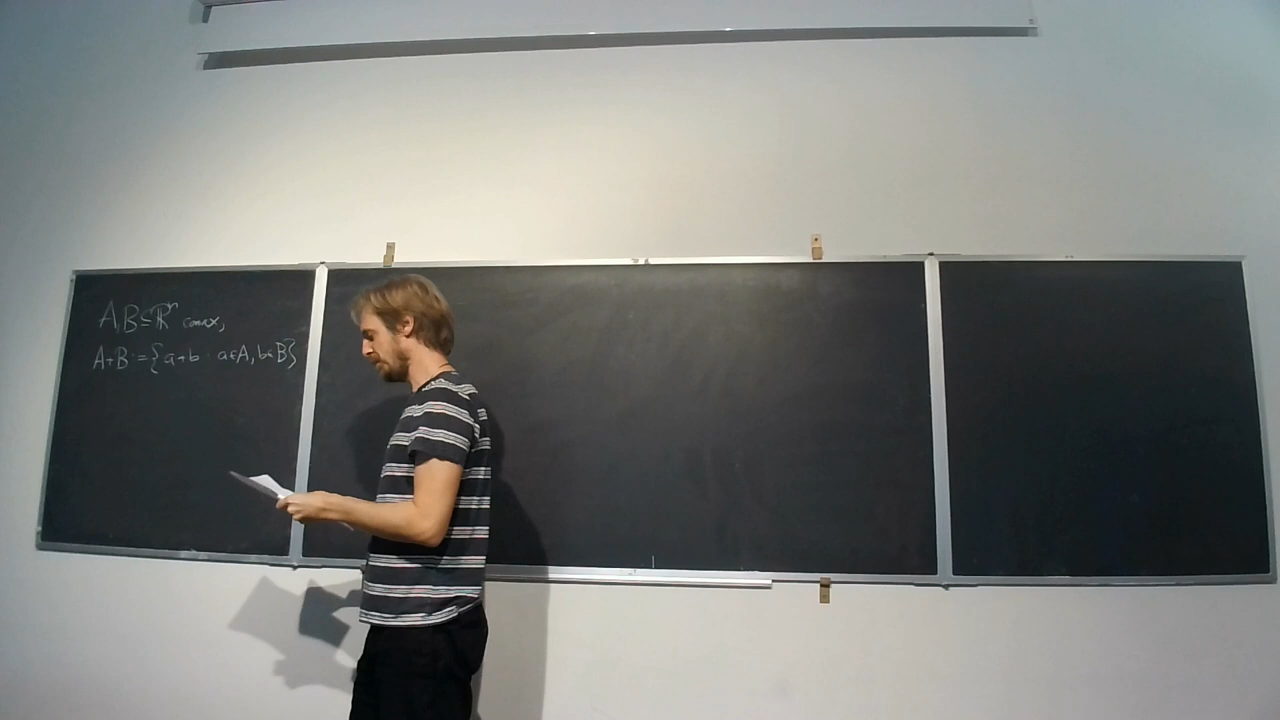 A, B ⊆ ℝⁿ convex,
A+B := {a+b : a ∈ A, b ∈ B}